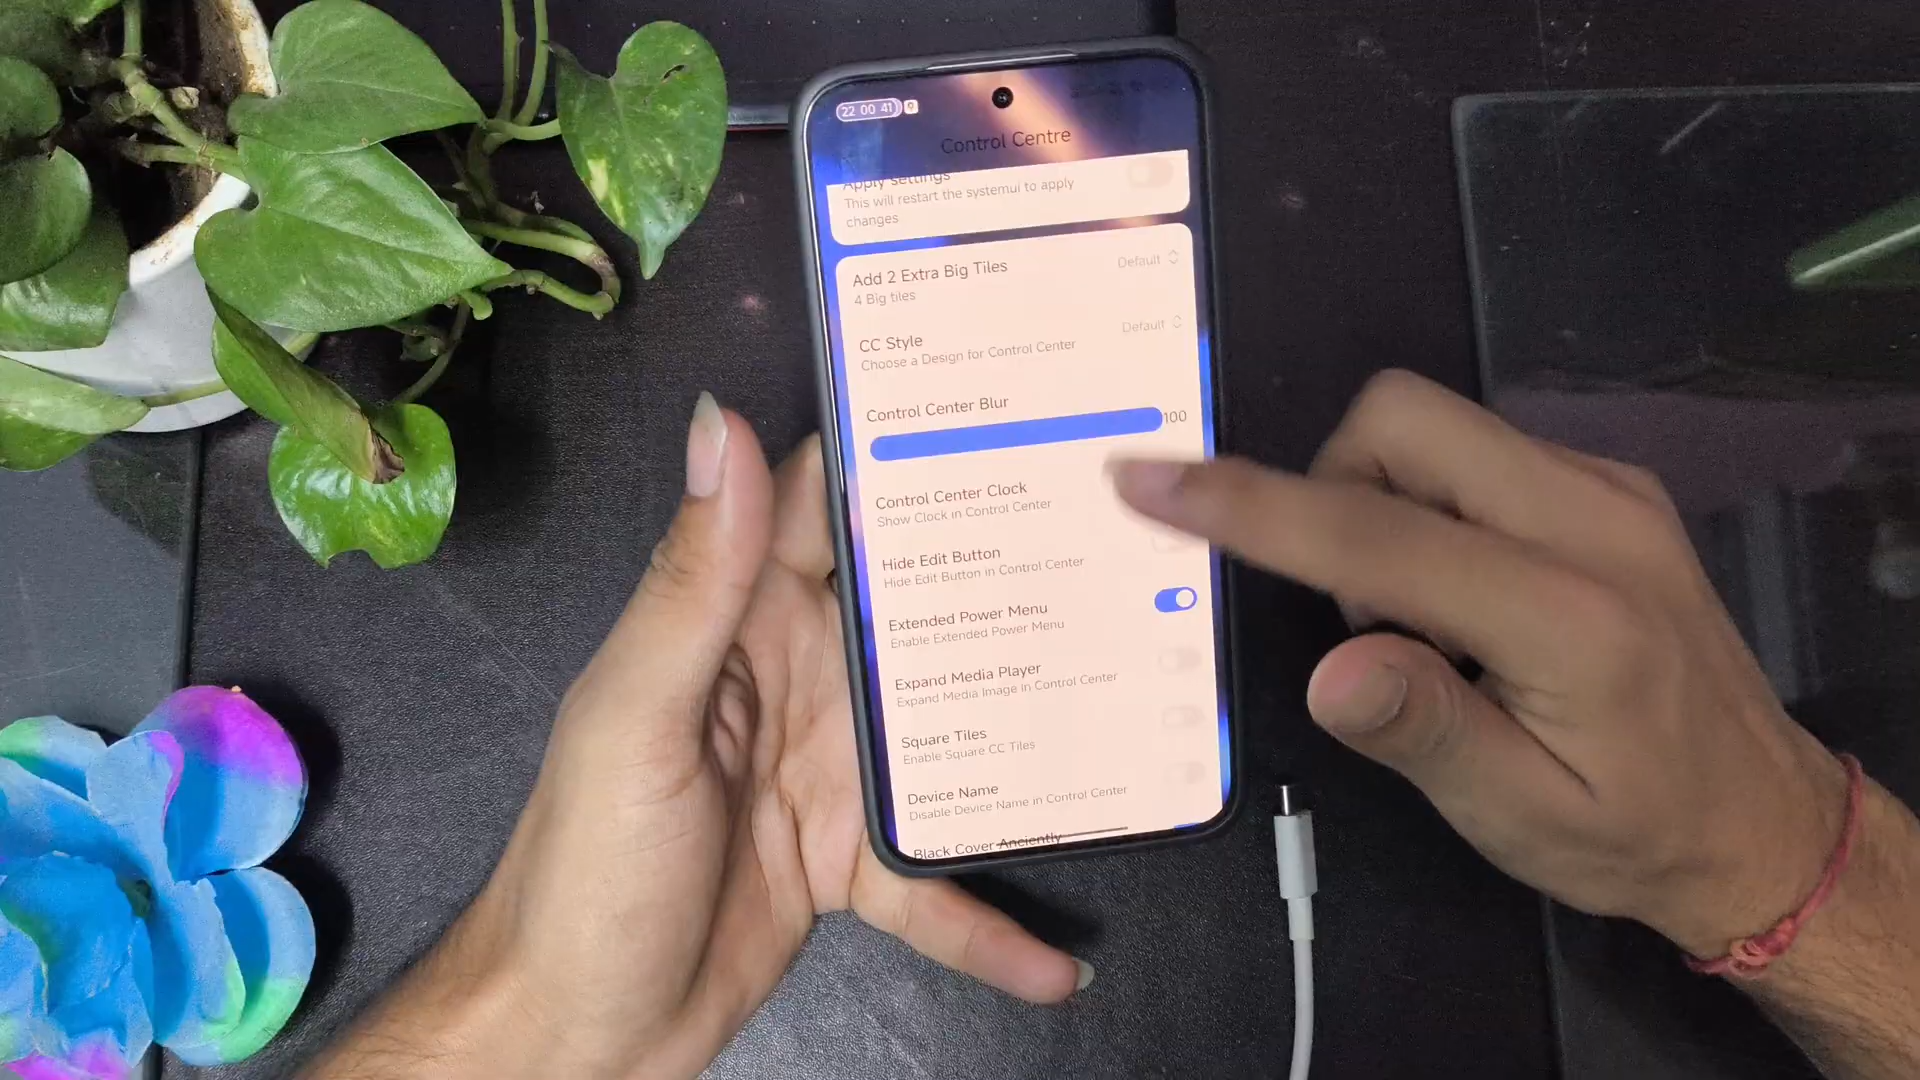 22 00 41
Control Centre
Apply settings
This will restart the systemui to apply
changes
Add 2 Extra Big Tiles
Default
4 Big tiles
CC Style
Default
Choose a Design for Control Center
Control Center Blur
100
Control Center Clock
Show Clock in Control Center
Hide Edit Button
Hide Edit Button in Control Center
Extended Power Menu
Enable Extended Power Menu
Expand Media Player
Expand Media Image in Control Center
Square Tiles
Enable Square CC Tiles
Device Name
Disable Device Name in Control Center
Black Cover Anciently